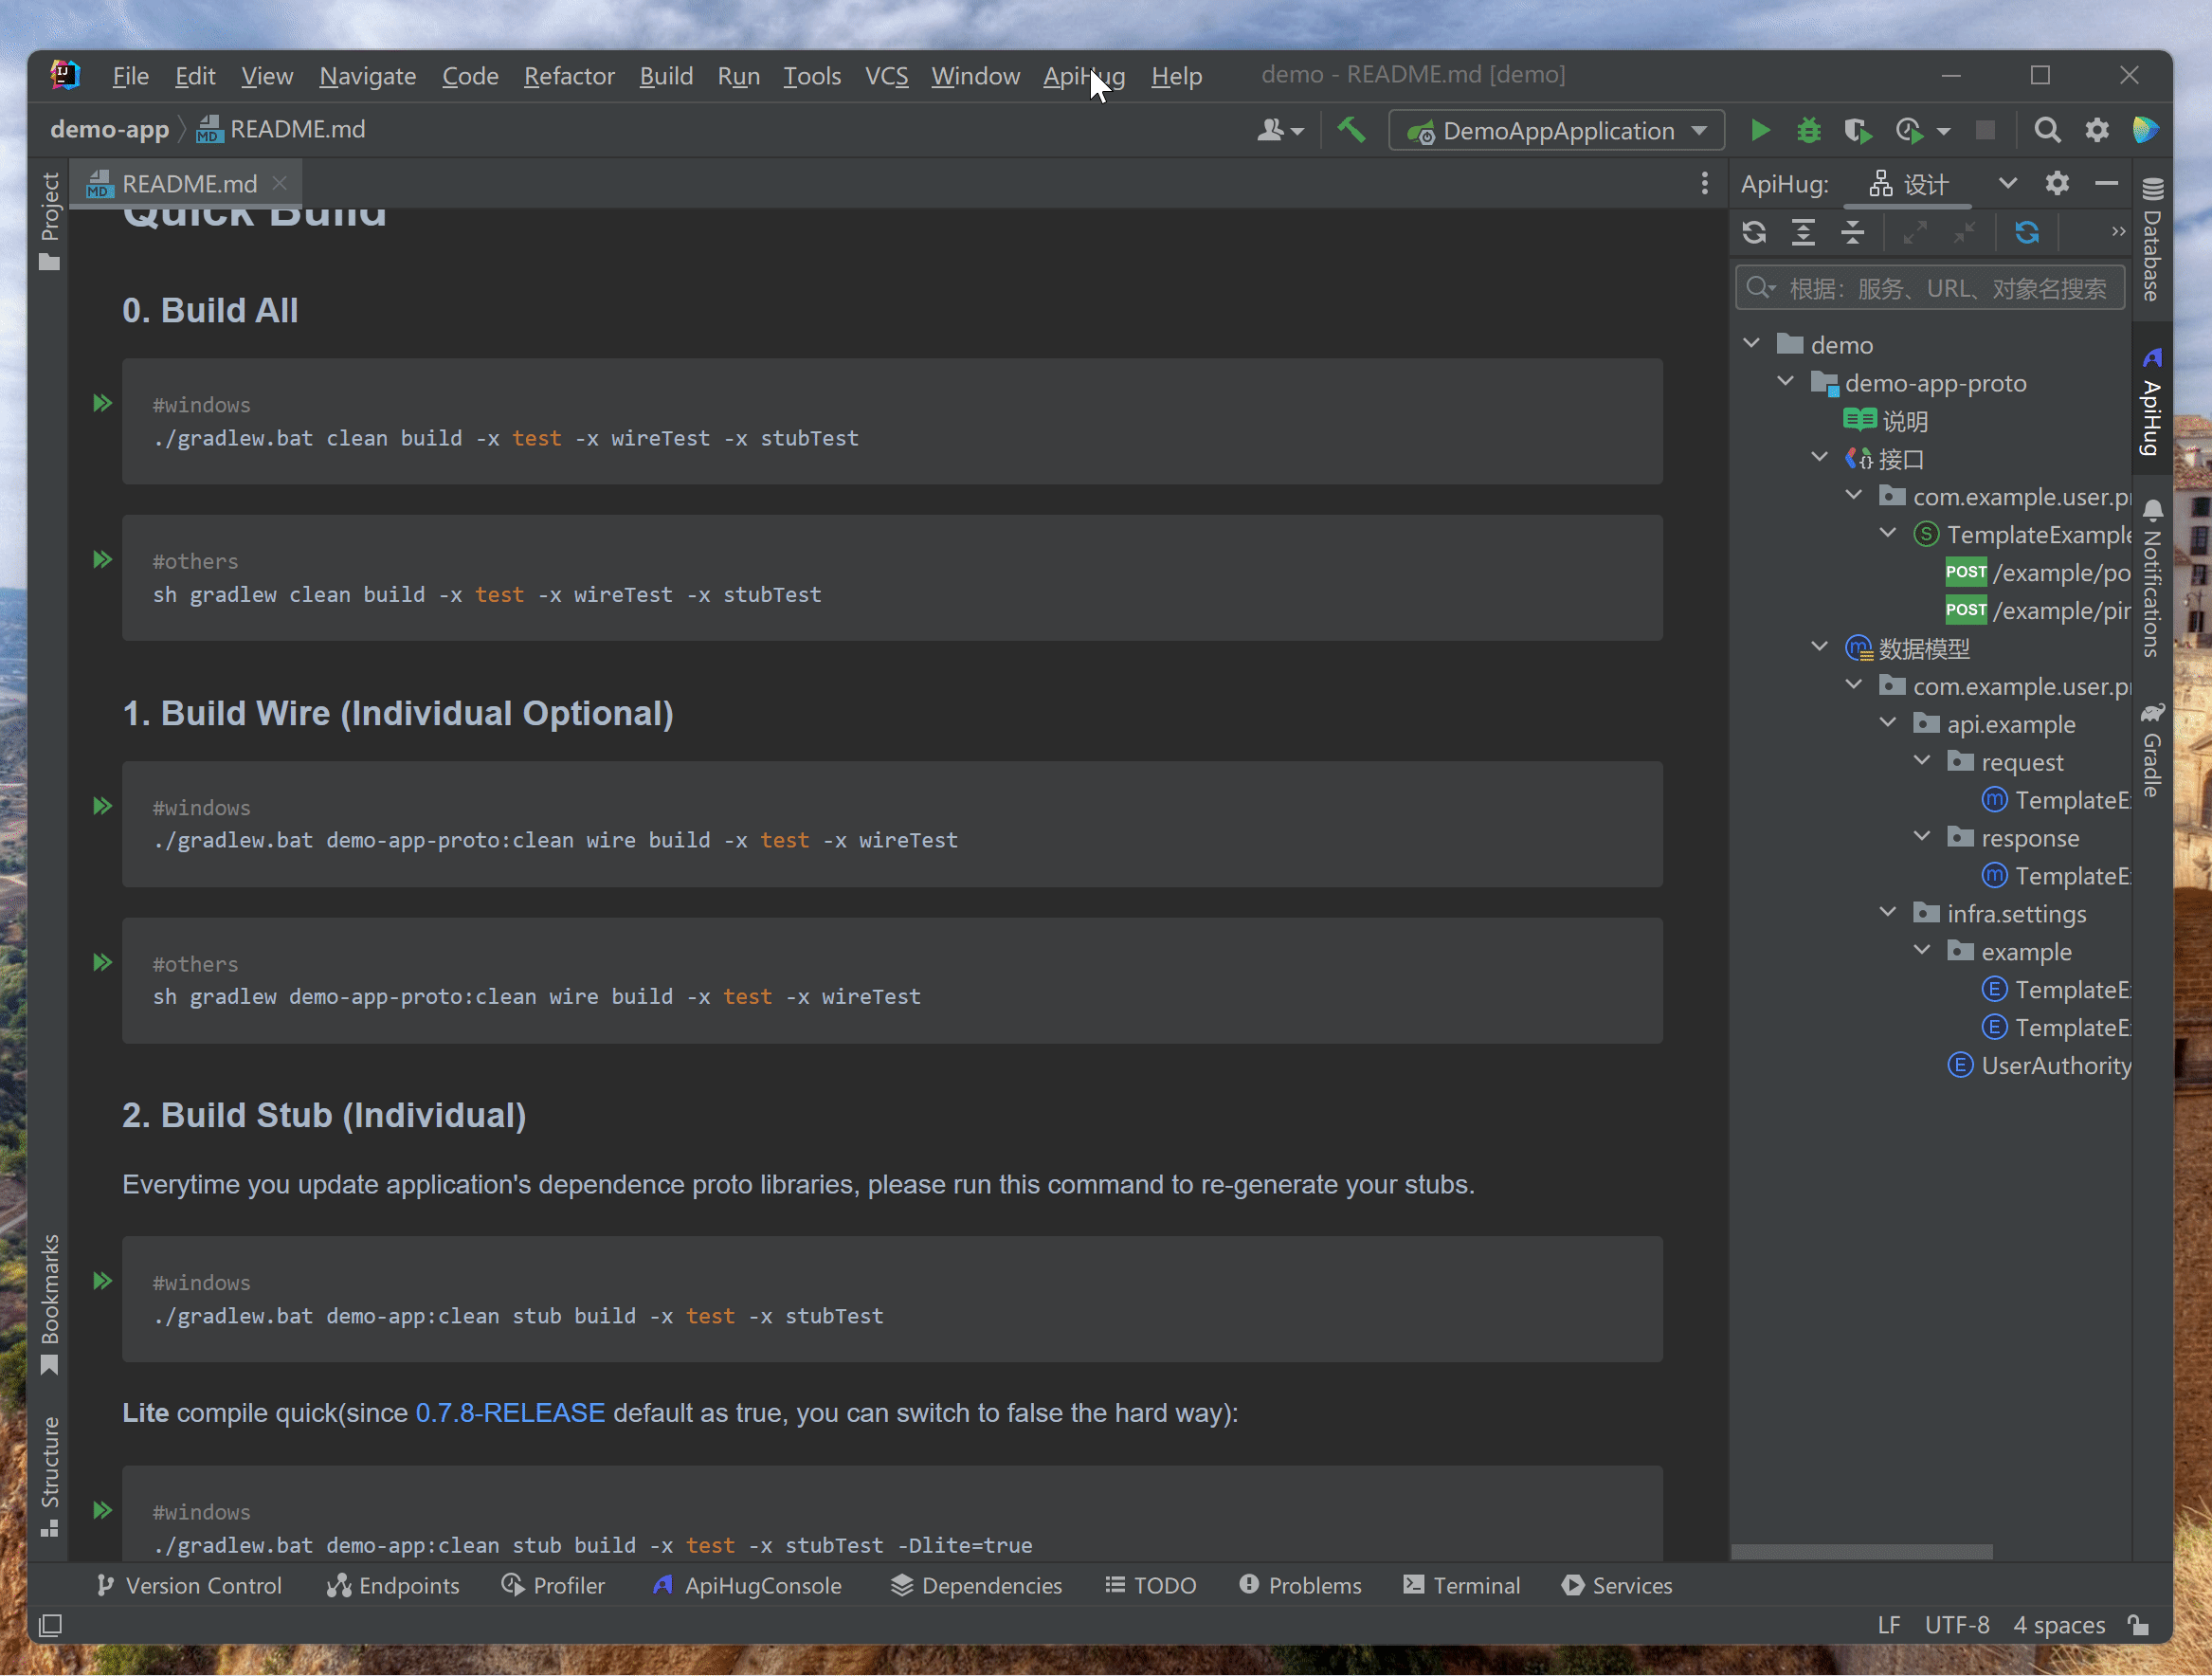 File Edit View Navigate Code Refactor Build Run Tools VCS Window ApiHug Help demo - README.md [demo]
demo-app README.md DemoAppApplication
Project
README.md
ApiHug: 设计
Quick Build
根据：服务、URL、对象名搜索
0. Build All
#windows
./gradlew.bat clean build -x test -x wireTest -x stubTest
#others
sh gradlew clean build -x test -x wireTest -x stubTest
1. Build Wire (Individual Optional)
#windows
./gradlew.bat demo-app-proto:clean wire build -x test -x wireTest
#others
sh gradlew demo-app-proto:clean wire build -x test -x wireTest
2. Build Stub (Individual)
Everytime you update application's dependence proto libraries, please run this command to re-generate your stubs.
#windows
./gradlew.bat demo-app:clean stub build -x test -x stubTest
Lite compile quick(since 0.7.8-RELEASE default as true, you can switch to false the hard way):
#windows
./gradlew.bat demo-app:clean stub build -x test -x stubTest -Dlite=true
demo
demo-app-proto
说明
接口
com.example.user.pr
TemplateExample
POST /example/po
POST /example/pin
数据模型
com.example.user.pr
api.example
request
TemplateE
response
TemplateE
infra.settings
example
TemplateE
TemplateE
UserAuthority
Database
ApiHug
Notifications
Gradle
Bookmarks
Structure
Version Control Endpoints Profiler ApiHugConsole Dependencies TODO Problems Terminal Services
LF UTF-8 4 spaces